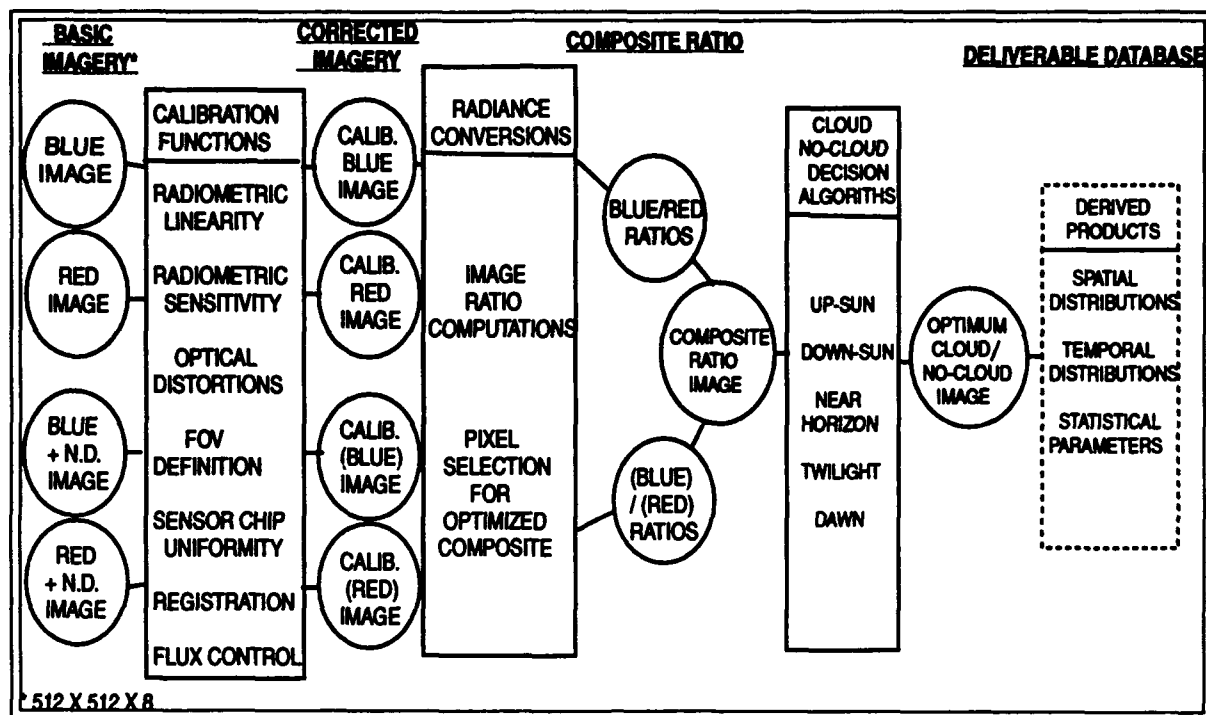 BASIC
IMAGERY*
BLUE
IMAGE
RED
IMAGE
BLUE
+ N.D.
IMAGE
RED
+ N.D.
IMAGE
* 512 X 512 X 8
CALIBRATION
FUNCTIONS
RADIOMETRIC
LINEARITY
RADIOMETRIC
SENSITIVITY
OPTICAL
DISTORTIONS
FOV
DEFINITION
SENSOR CHIP
UNIFORMITY
REGISTRATION
FLUX CONTROL
CORRECTED
IMAGERY
CALIB.
BLUE
IMAGE
CALIB.
RED
IMAGE
CALIB.
(BLUE)
IMAGE
CALIB.
(RED)
IMAGE
COMPOSITE RATIO
RADIANCE
CONVERSIONS
IMAGE
RATIO
COMPUTATIONS
PIXEL
SELECTION
FOR
OPTIMIZED
COMPOSITE
BLUE/RED
RATIOS
COMPOSITE
RATIO
IMAGE
(BLUE)
/ (RED)
RATIOS
CLOUD
NO-CLOUD
DECISION
ALGORITHS
UP-SUN
DOWN-SUN
NEAR
HORIZON
TWILIGHT
DAWN
OPTIMUM
CLOUD/
NO-CLOUD
IMAGE
DELIVERABLE DATABASE
DERIVED
PRODUCTS
SPATIAL
DISTRIBUTIONS
TEMPORAL
DISTRIBUTIONS
STATISTICAL
PARAMETERS